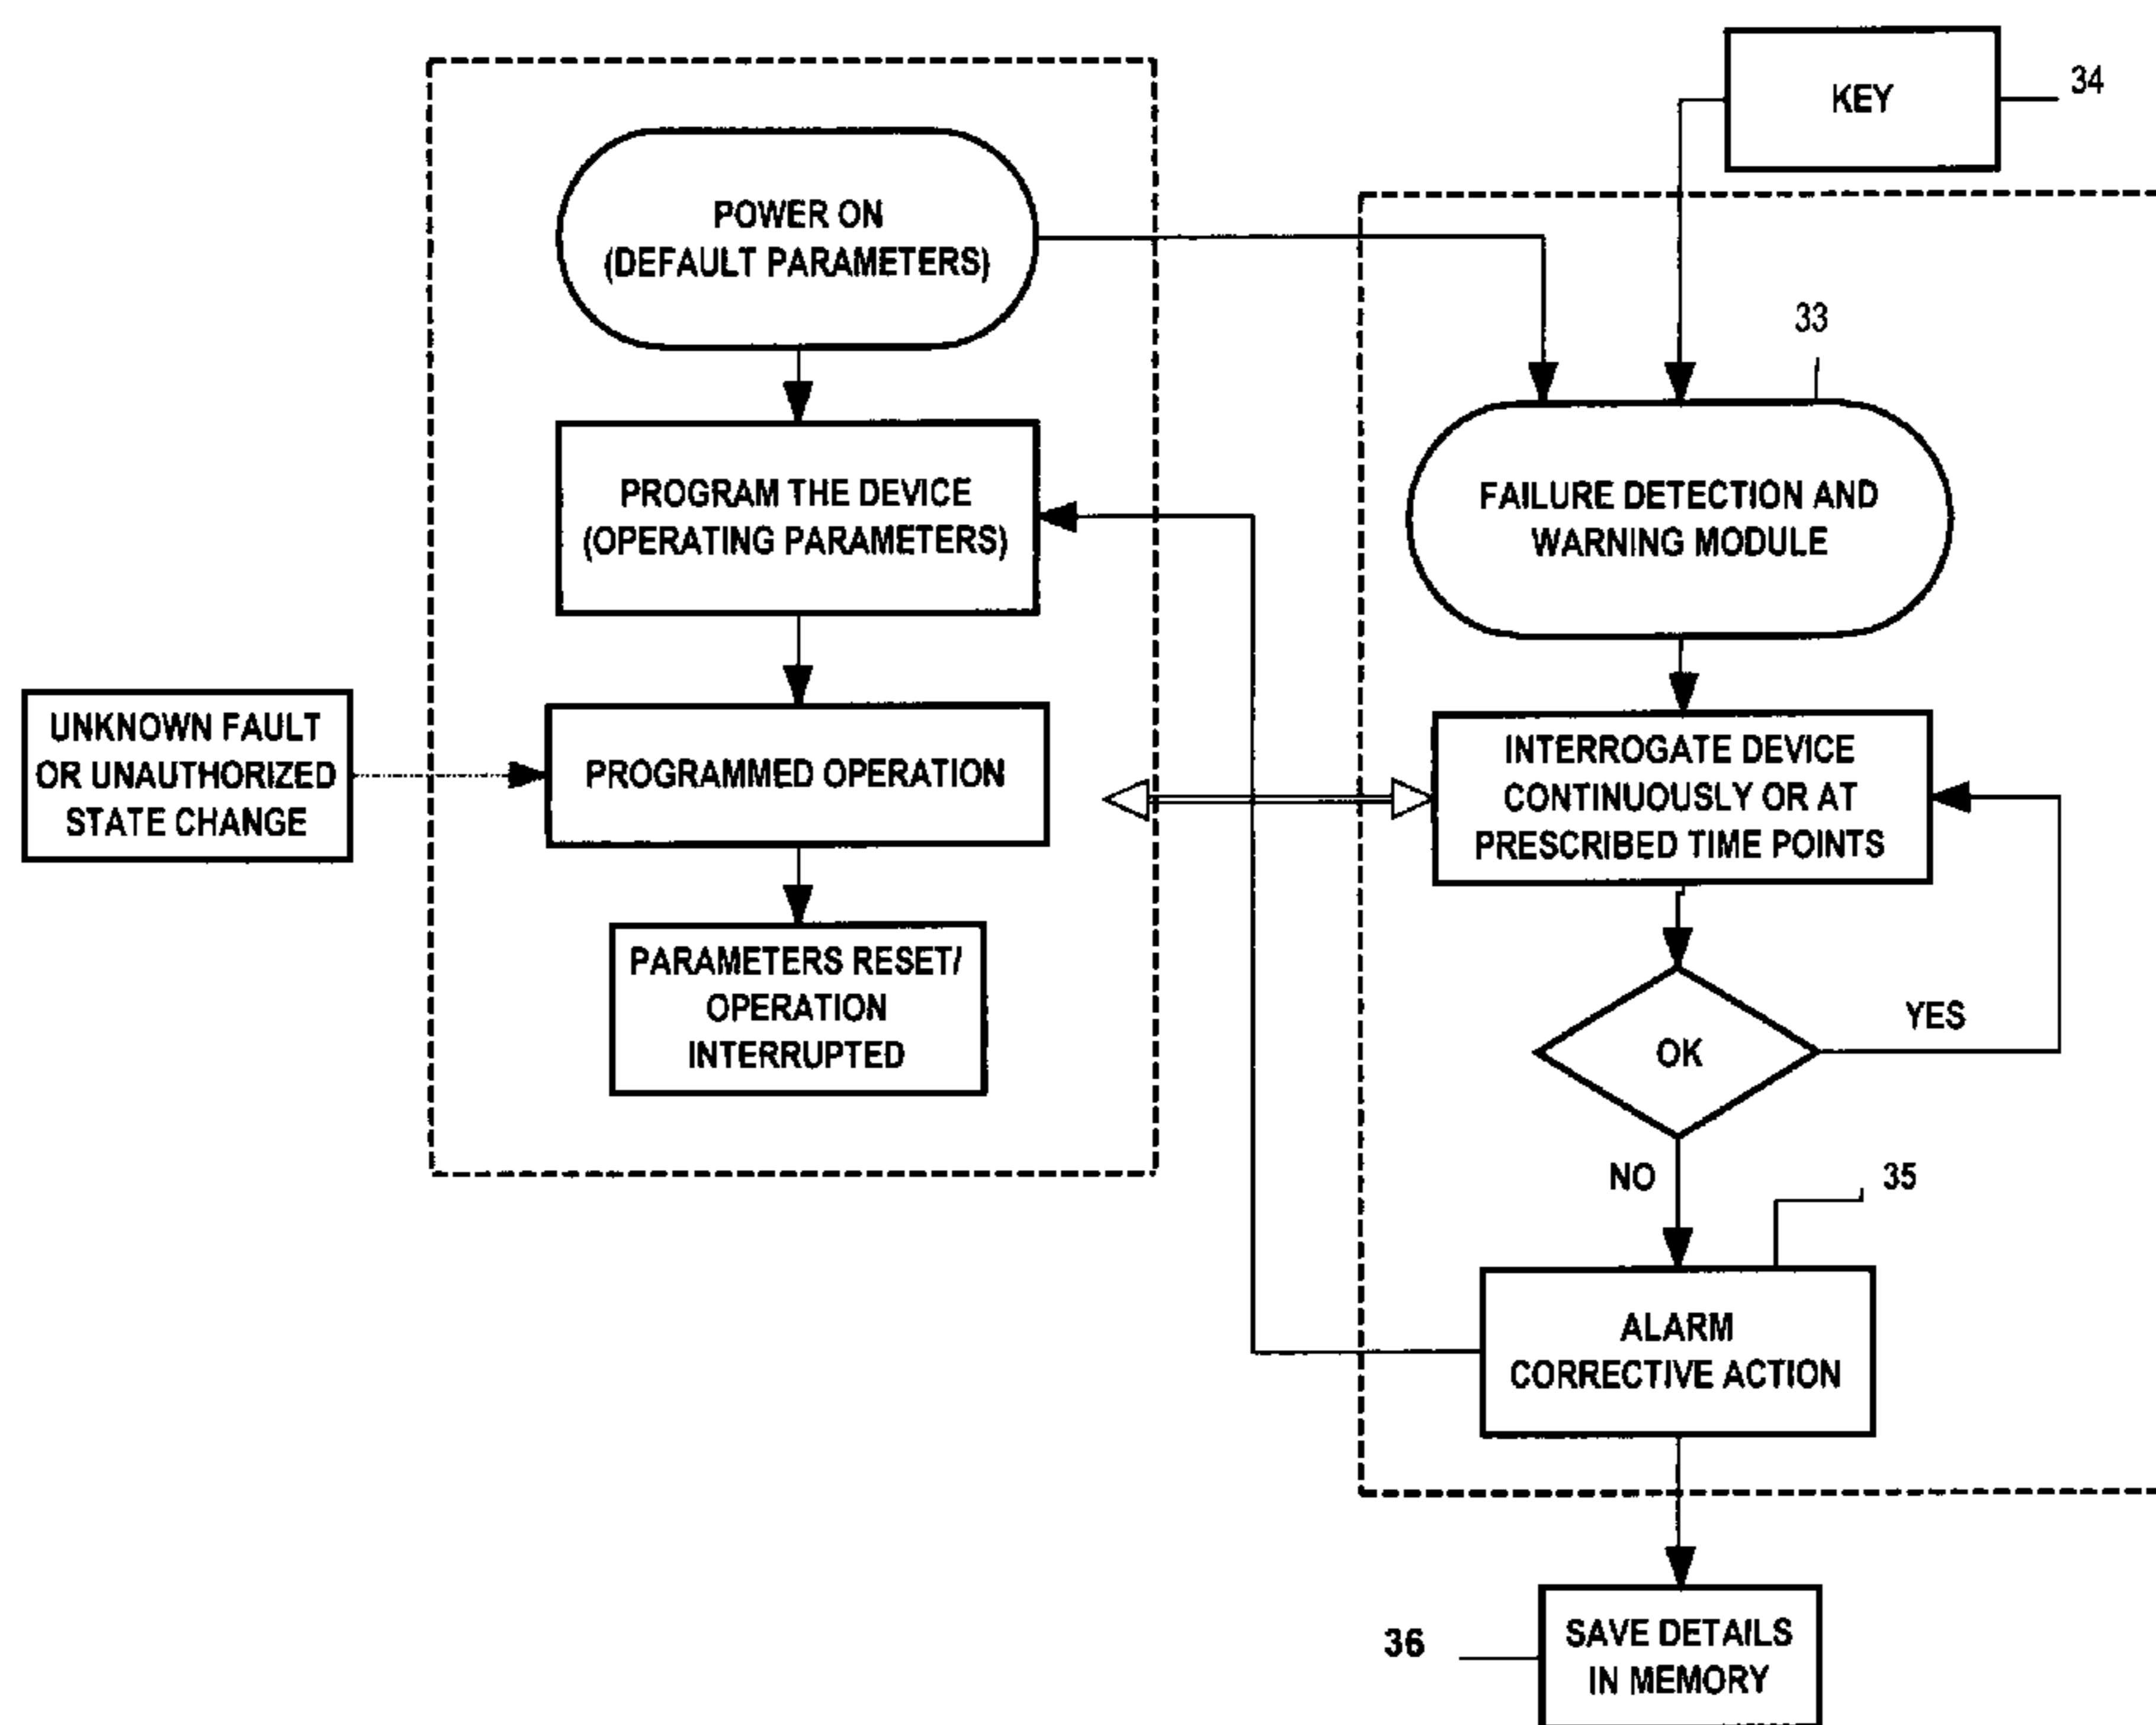 KEY
34
POWER ON
(DEFAULT PARAMETERS)
33
PROGRAM THE DEVICE
(OPERATING PARAMETERS)
FAILURE DETECTION AND
WARNING MODULE
UNKNOWN FAULT
OR UNAUTHORIZED
STATE CHANGE
PROGRAMMED OPERATION
INTERROGATE DEVICE
CONTINUOUSLY OR AT
PRESCRIBED TIME POINTS
PARAMETERS RESET/
OPERATION
INTERRUPTED
OK
YES
NO
35
ALARM
CORRECTIVE ACTION
36
SAVE DETAILS
IN MEMORY